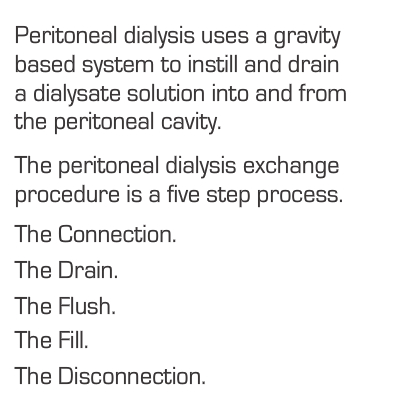 Peritoneal dialysis uses a gravity
based system to instill and drain
a dialysate solution into and from
the peritoneal cavity.
The peritoneal dialysis exchange
procedure is a five step process.
The Connection.
The Drain.
The Flush.
The Fill.
The Disconnection.